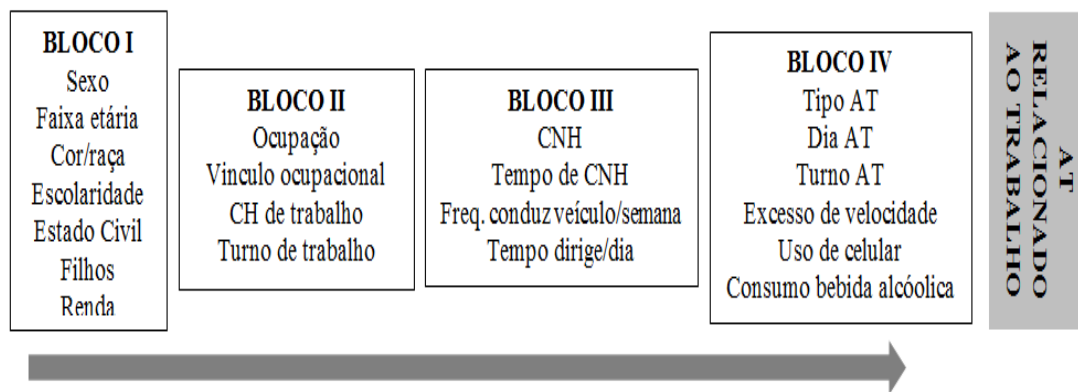 BLOCO I
Sexo
Faixa etária
Cor/raça
Escolaridade
Estado Civil
Filhos
Renda
BLOCO II
Ocupação
Vinculo ocupacional
CH de trabalho
Turno de trabalho
BLOCO III
CNH
Tempo de CNH
Freq. conduz veículo/semana
Tempo dirige/dia
BLOCO IV
Tipo AT
Dia AT
Turno AT
Excesso de velocidade
Uso de celular
Consumo bebida alcóolica
AT
RELACIONADO
AO TRABALHO